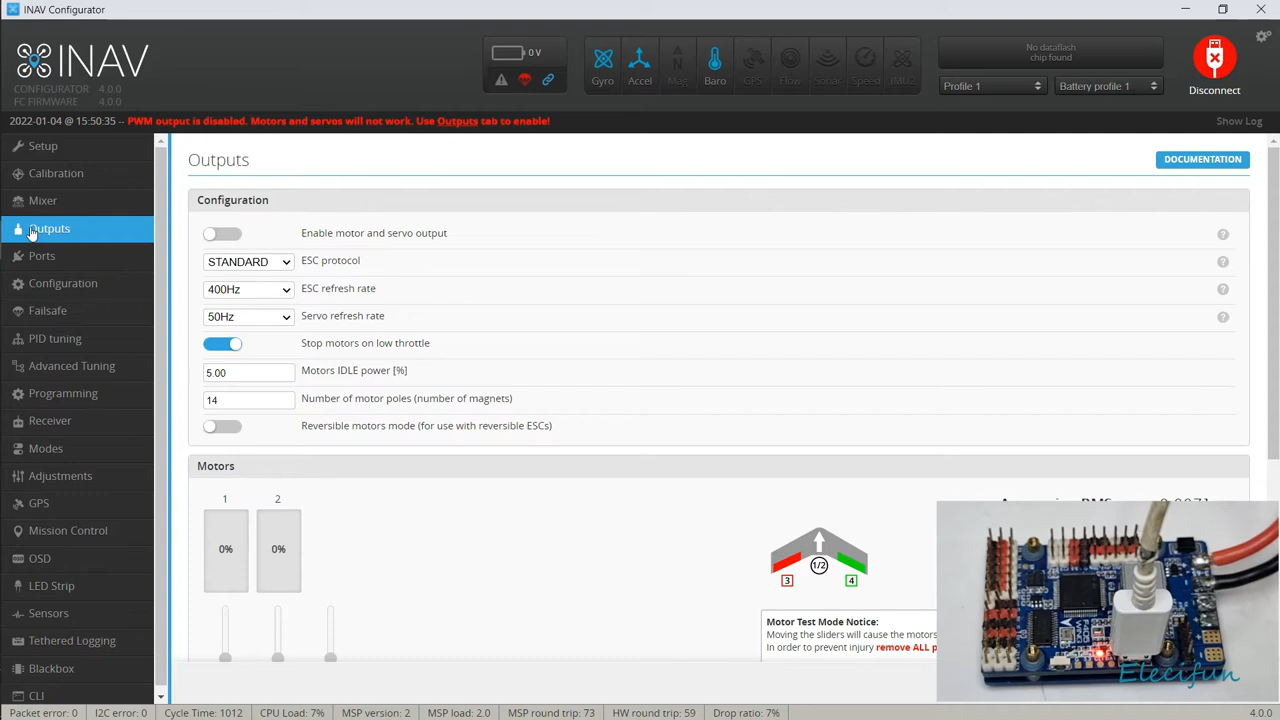 INAV Configurator
INAV
CONFIGURATOR 4.0.0
FC FIRMWARE 4.0.0
0 V
Gyro
Accel
Mag
Baro
GPS
Flow
Sonar
Speed
IMU2
No dataflash
chip found
Profile 1
Battery profile 1
Disconnect
2022-01-04 @ 15:50:35 -- PWM output is disabled. Motors and servos will not work. Use Outputs tab to enable!
Show Log
Setup
Calibration
Mixer
Outputs
Ports
Configuration
Failsafe
PID tuning
Advanced Tuning
Programming
Receiver
Modes
Adjustments
GPS
Mission Control
OSD
LED Strip
Sensors
Tethered Logging
Blackbox
CLI
Outputs
DOCUMENTATION
Configuration
Enable motor and servo output
STANDARD
ESC protocol
400Hz
ESC refresh rate
50Hz
Servo refresh rate
Stop motors on low throttle
5.00
Motors IDLE power [%]
14
Number of motor poles (number of magnets)
Reversible motors mode (for use with reversible ESCs)
Motors
1
2
0%
0%
1/2
3
4
Motor Test Mode Notice:
Moving the sliders will cause the motors
In order to prevent injury remove ALL p
Elecifun
Packet error: 0
I2C error: 0
Cycle Time: 1012
CPU Load: 7%
MSP version: 2
MSP load: 2.0
MSP round trip: 73
HW round trip: 59
Drop ratio: 7%
4.0.0